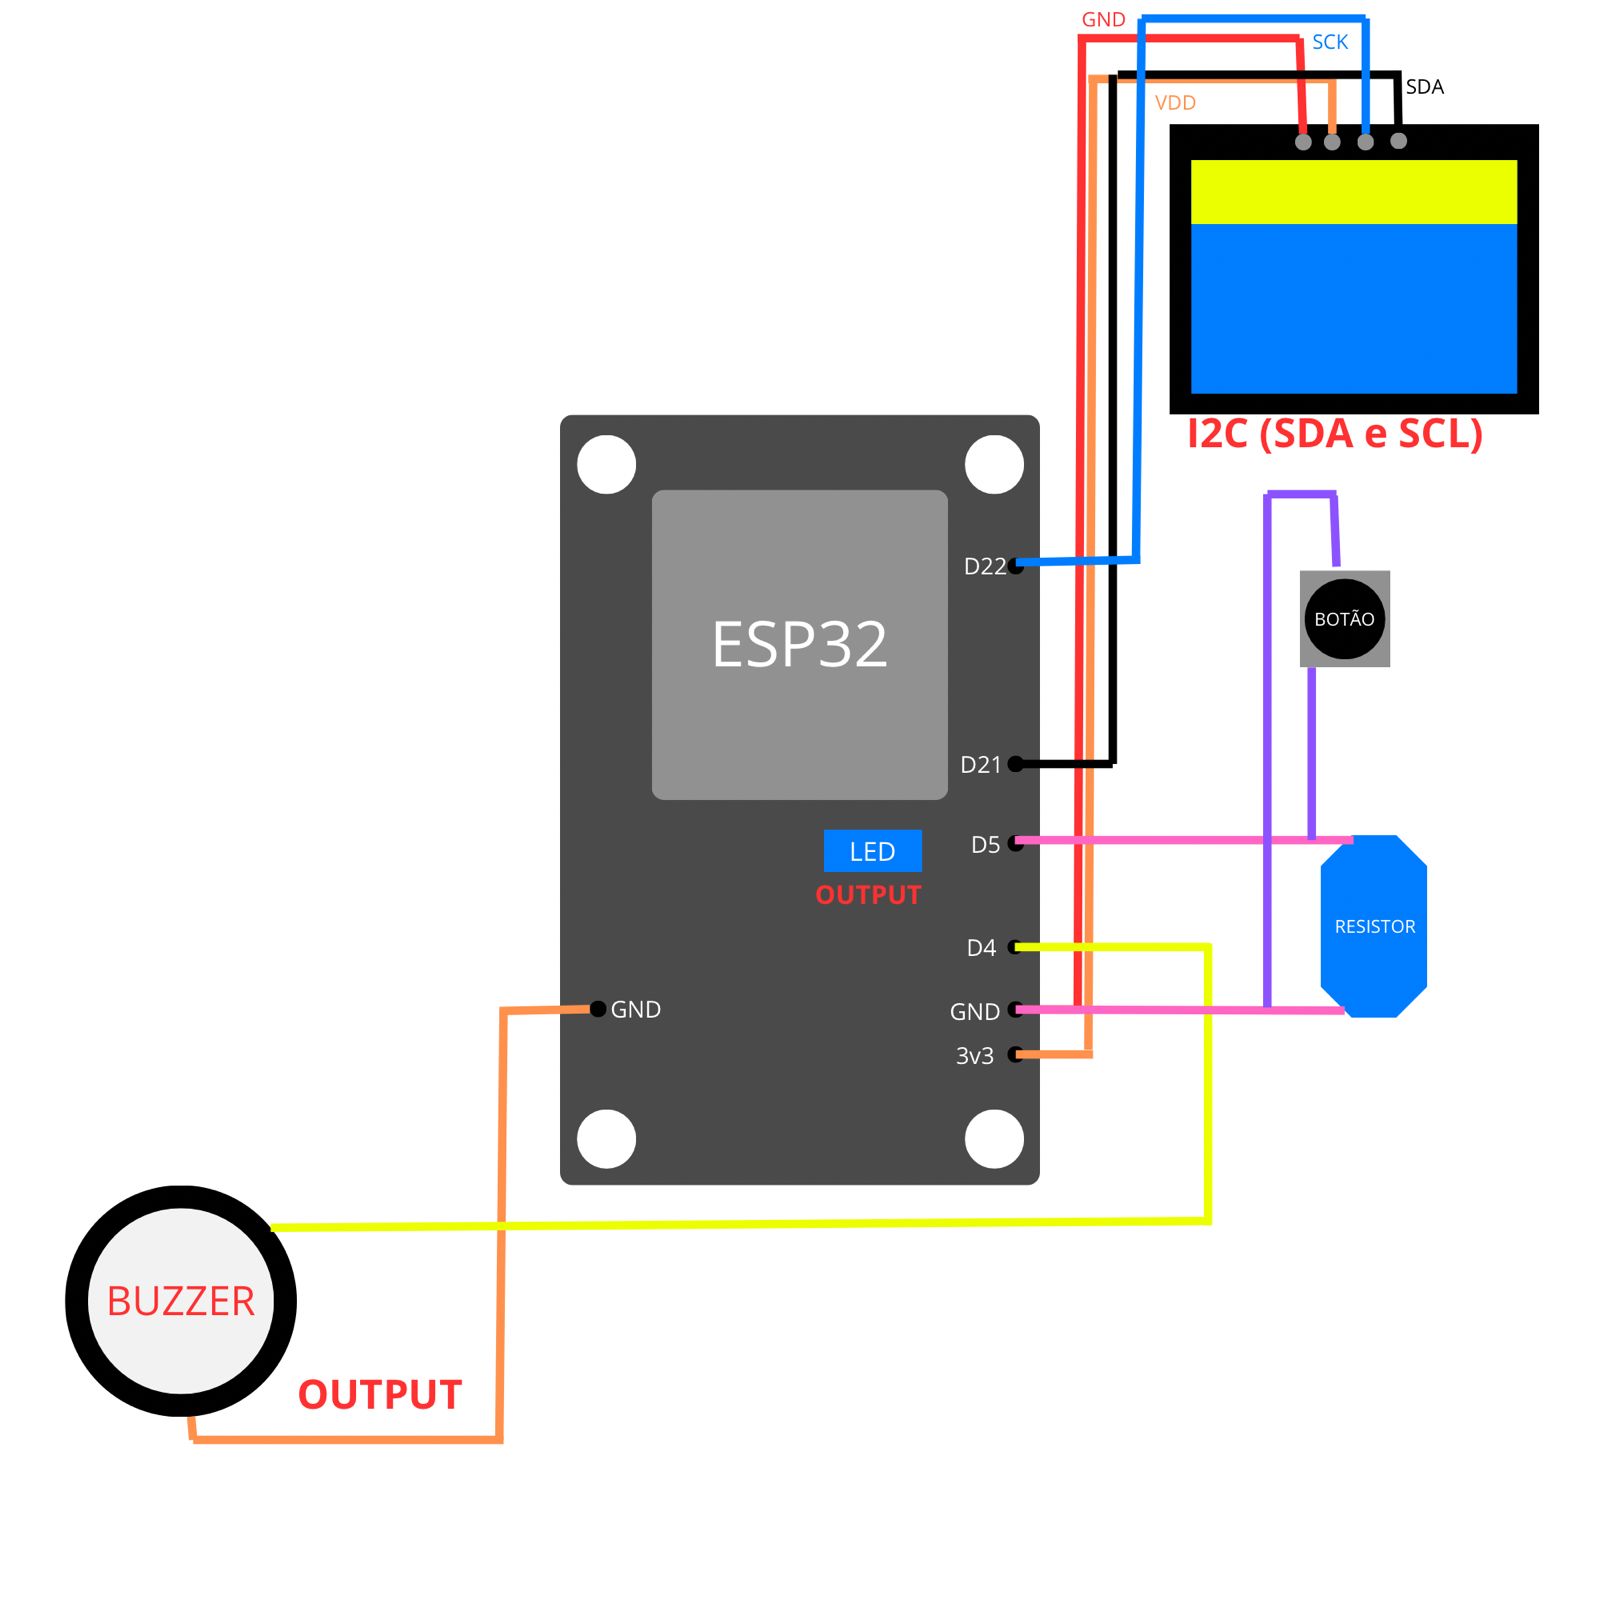 GND
SCK
SDA
VDD
I2C (SDA e SCL)
D22
BOTÃO
ESP32
D21
D5
LED
OUTPUT
RESISTOR
D4
GND
GND
3v3
BUZZER
OUTPUT